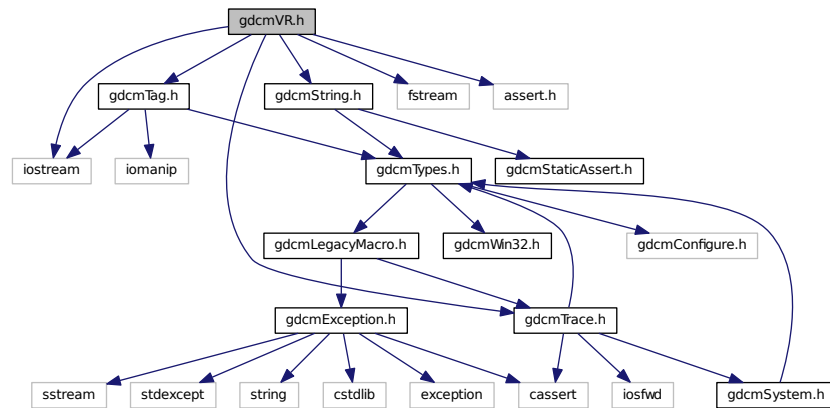 gdcmVR.h
gdcmTag.h
gdcmString.h
fstream
assert.h
iostream
iomanip
gdcmTypes.h
gdcmStaticAssert.h
gdcmLegacyMacro.h
gdcmWin32.h
gdcmConfigure.h
gdcmException.h
gdcmTrace.h
sstream
stdexcept
string
cstdlib
exception
cassert
iosfwd
gdcmSystem.h